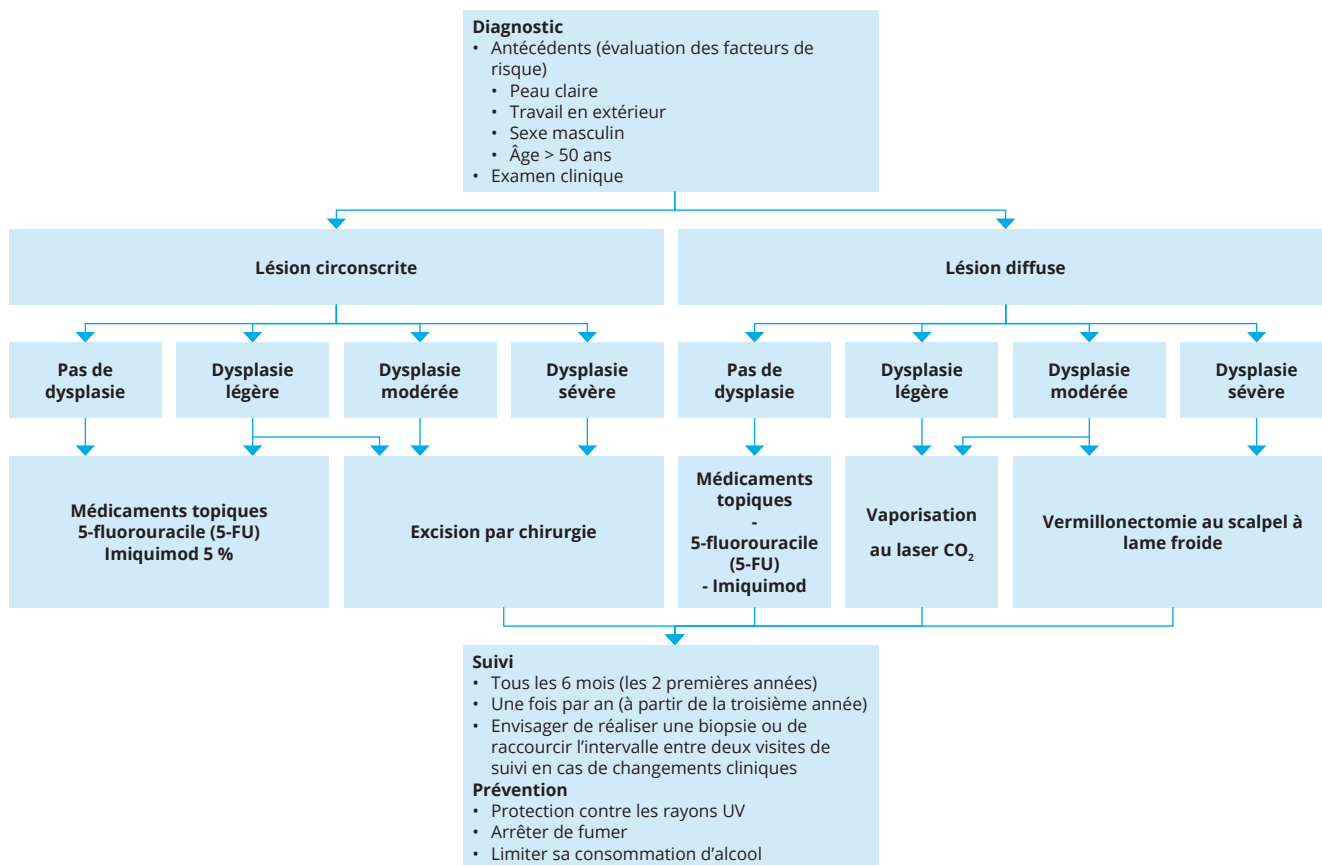 Diagnostic
• Antécédents (évaluation des facteurs de
risque)
• Peau claire
• Travail en extérieur
• Sexe masculin
• Âge > 50 ans
• Examen clinique
Lésion circonscrite
Lésion diffuse
Pas de
dysplasie
Dysplasie
légère
Dysplasie
modérée
Dysplasie
sévère
Pas de
dysplasie
Dysplasie
légère
Dysplasie
modérée
Dysplasie
sévère
Médicaments topiques
5-fluorouracile (5-FU)
Imiquimod 5 %
Excision par chirurgie
Médicaments
topiques
-
5-fluorouracile
(5-FU)
- Imiquimod
Vaporisation
au laser CO₂
Vermillonectomie au scalpel à
lame froide
Suivi
• Tous les 6 mois (les 2 premières années)
• Une fois par an (à partir de la troisième année)
• Envisager de réaliser une biopsie ou de
raccourcir l’intervalle entre deux visites de
suivi en cas de changements cliniques
Prévention
• Protection contre les rayons UV
• Arrêter de fumer
• Limiter sa consommation d’alcool